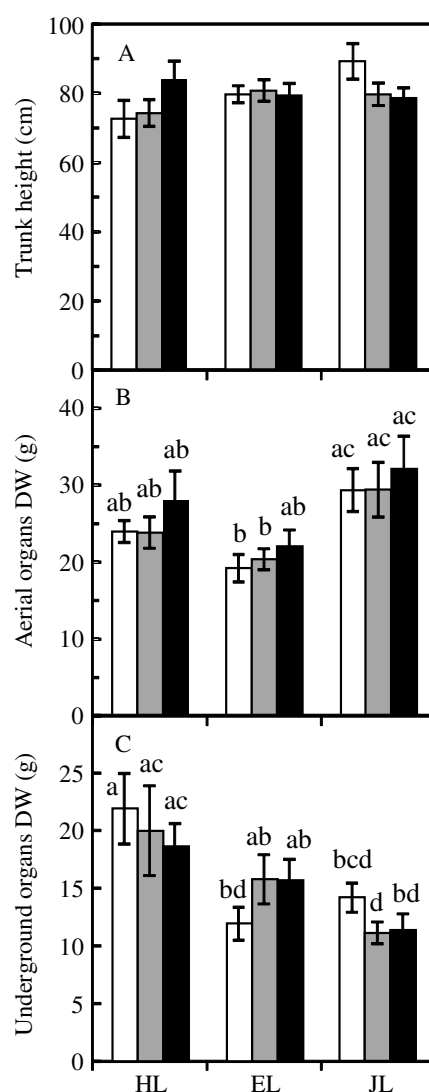 100
A
80
60
40
20
0
Trunk height (cm)
B
40
30
20
10
0
Aerial organs DW (g)
ab ab ab
b b ab
ac ac ac
C
25
20
15
10
5
0
Underground organs DW (g)
a ac ac
bd ab ab
bcd d bd
HL EL JL